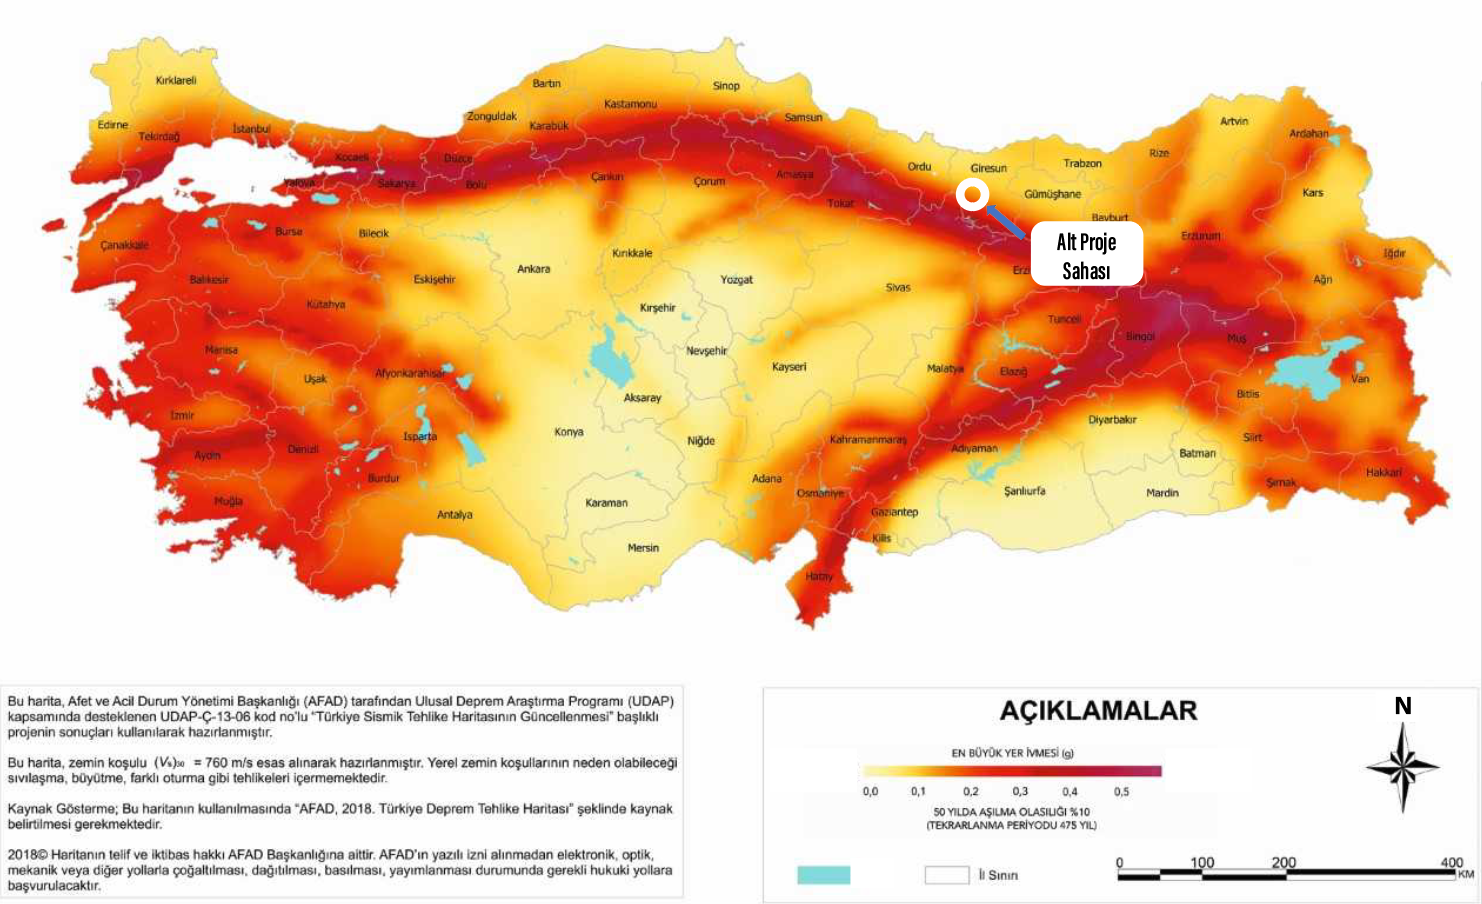 Kırklareli
Edirne
Tekirdağ
İstanbul
Kocaeli
Yalova
Sakarya
Düzce
Bolu
Zonguldak
Bartın
Karabük
Kastamonu
Sinop
Samsun
Çankırı
Çorum
Amasya
Tokat
Ordu
Giresun
Trabzon
Gümüşhane
Bayburt
Rize
Artvin
Ardahan
Kars
Iğdır
Erzurum
Ağrı
Alt Proje
Sahası
Çanakkale
Balıkesir
Bursa
Bilecik
Eskişehir
Kütahya
Ankara
Kırıkkale
Yozgat
Kırşehir
Sivas
Tunceli
Bingöl
Muş
Manisa
Uşak
Afyonkarahisar
Nevşehir
Kayseri
Malatya
Elazığ
Bitlis
Van
İzmir
Aydın
Denizli
Isparta
Burdur
Konya
Aksaray
Niğde
Kahramanmaraş
Adıyaman
Diyarbakır
Batman
Siirt
Şırnak
Hakkari
Muğla
Antalya
Karaman
Mersin
Adana
Osmaniye
Gaziantep
Kilis
Şanlıurfa
Mardin
Hatay
Bu harita, Afet ve Acil Durum Yönetimi Başkanlığı (AFAD) tarafından Ulusal Deprem Araştırma Programı (UDAP)
kapsamında desteklenen UDAP-Ç-13-06 kod no'lu “Türkiye Sismik Tehlike Haritasının Güncellenmesi” başlıklı
projenin sonuçları kullanılarak hazırlanmıştır.
Bu harita, zemin koşulu (Vs)30 = 760 m/s esas alınarak hazırlanmıştır. Yerel zemin koşullarının neden olabileceği
sıvılaşma, büyütme, farklı oturma gibi tehlikeleri içermemektedir.
Kaynak Gösterme; Bu haritanın kullanılmasında “AFAD, 2018. Türkiye Deprem Tehlike Haritası” şeklinde kaynak
belirtilmesi gerekmektedir.
2018© Haritanın telif ve iktibas hakkı AFAD Başkanlığına aittir. AFAD'ın yazılı izni alınmadan elektronik, optik,
mekanik veya diğer yollarla çoğaltılması, dağıtılması, basılması, yayımlanması durumunda gerekli hukuki yollara
başvurulacaktır.
AÇIKLAMALAR
EN BÜYÜK YER İVMESİ (g)
0,0 0,1 0,2 0,3 0,4 0,5
50 YILDA AŞILMA OLASILIĞI %10
(TEKRARLANMA PERİYODU 475 YIL)
İl Sınırı
N
0 100 200 400
KM